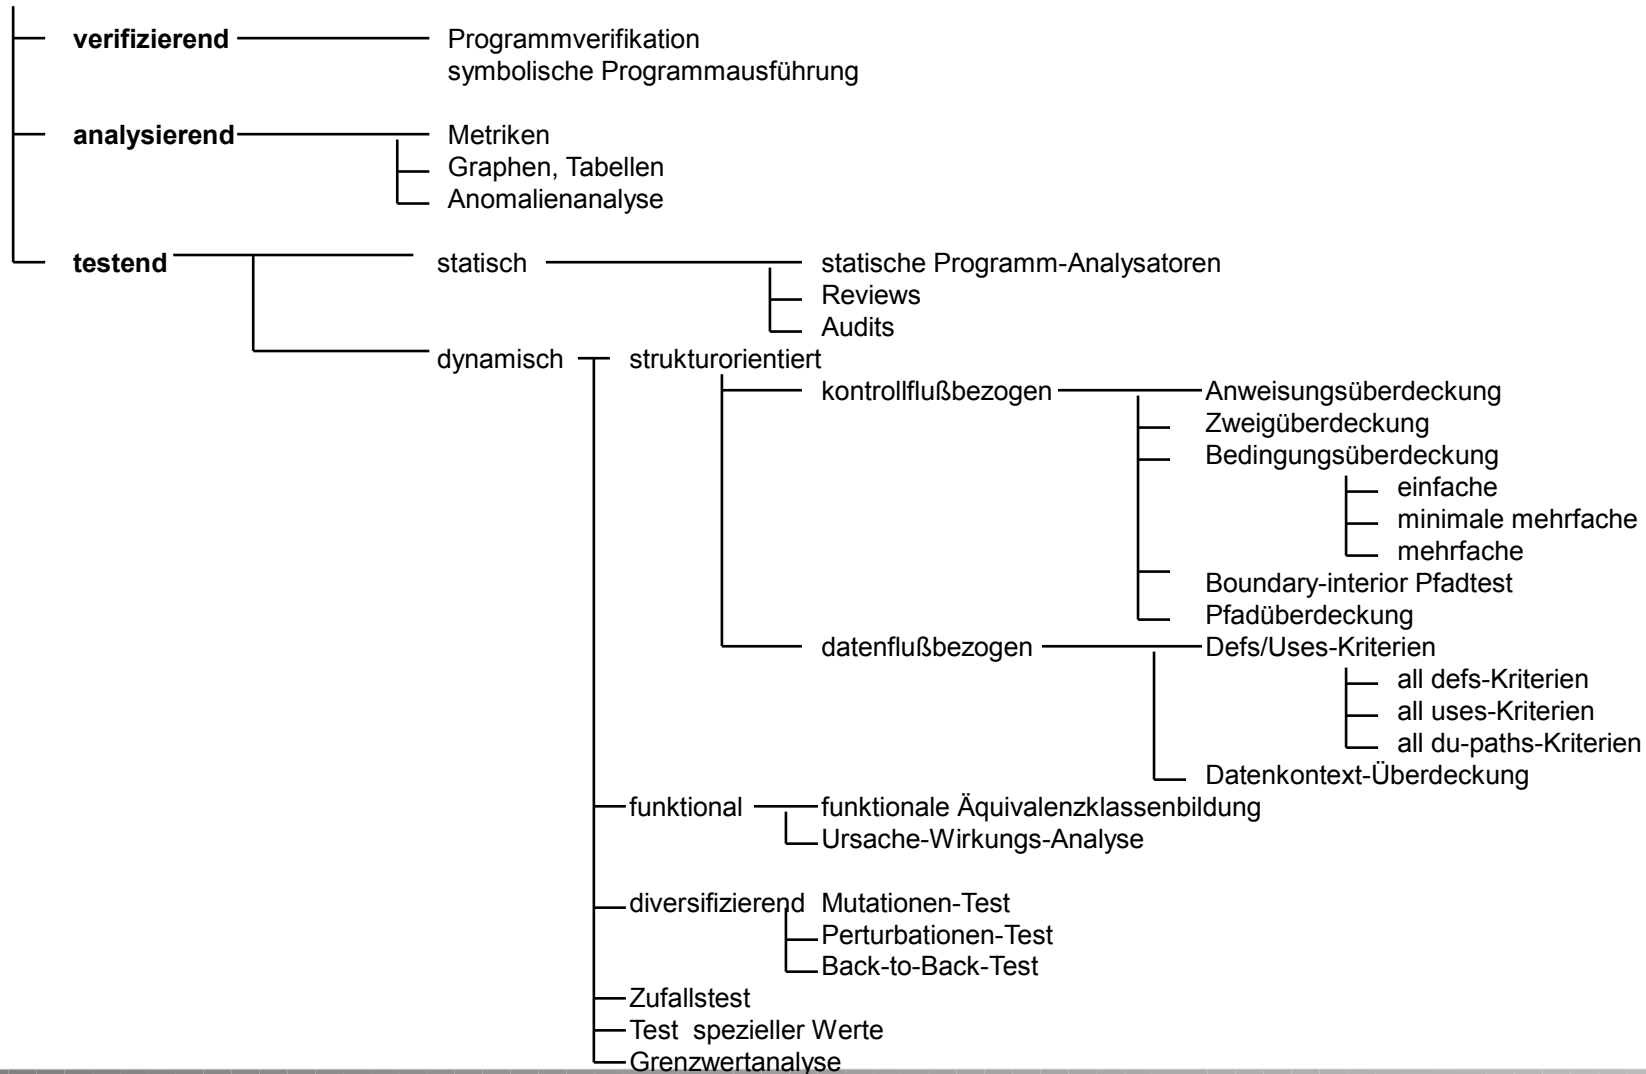 verifizierend Programmverifikation
symbolische Programmausführung
analysierend Metriken
Graphen, Tabellen
Anomalienanalyse
testend statisch statische Programm-Analysatoren
Reviews
Audits
dynamisch strukturorientiert
kontrollflußbezogen Anweisungsüberdeckung
Zweigüberdeckung
Bedingungsüberdeckung
einfache
minimale mehrfache
mehrfache
Boundary-interior Pfadtest
Pfadüberdeckung
datenflußbezogen Defs/Uses-Kriterien
all defs-Kriterien
all uses-Kriterien
all du-paths-Kriterien
Datenkontext-Überdeckung
funktional funktionale Äquivalenzklassenbildung
Ursache-Wirkungs-Analyse
diversifizierend Mutationen-Test
Perturbationen-Test
Back-to-Back-Test
Zufallstest
Test spezieller Werte
Grenzwertanalyse